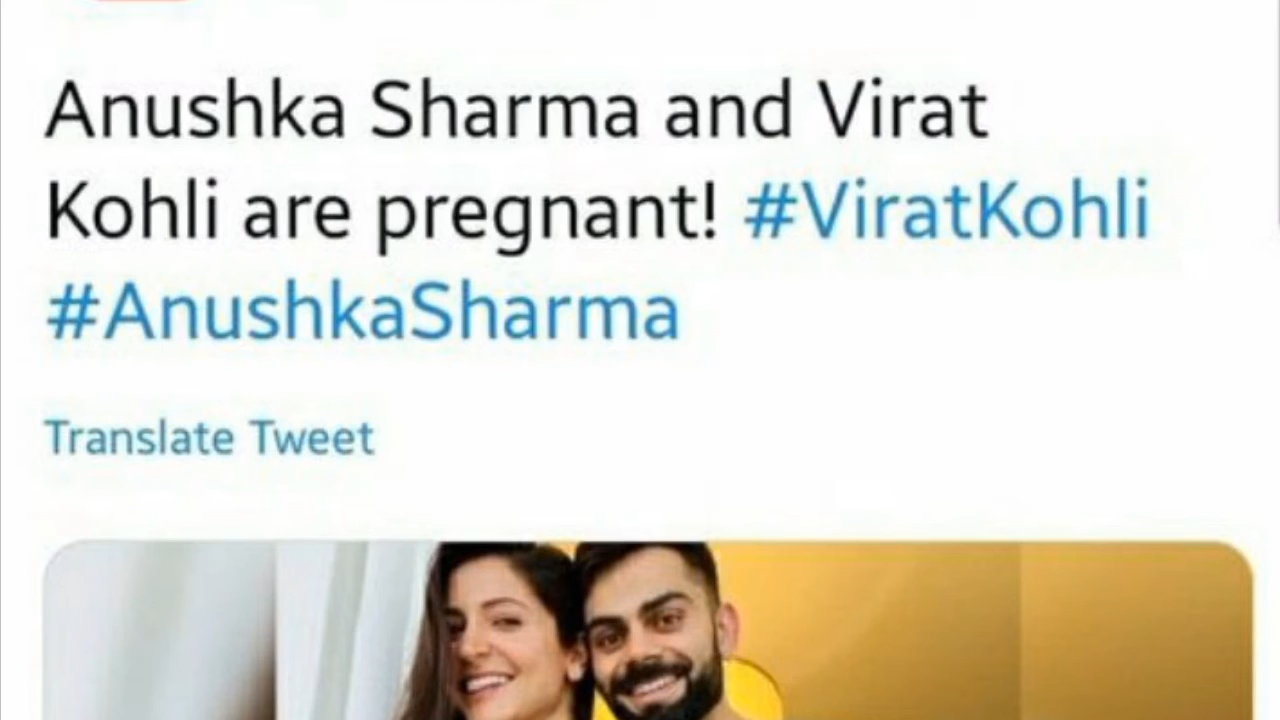 Anushka Sharma and Virat
Kohli are pregnant! #ViratKohli
#AnushkaSharma
Translate Tweet